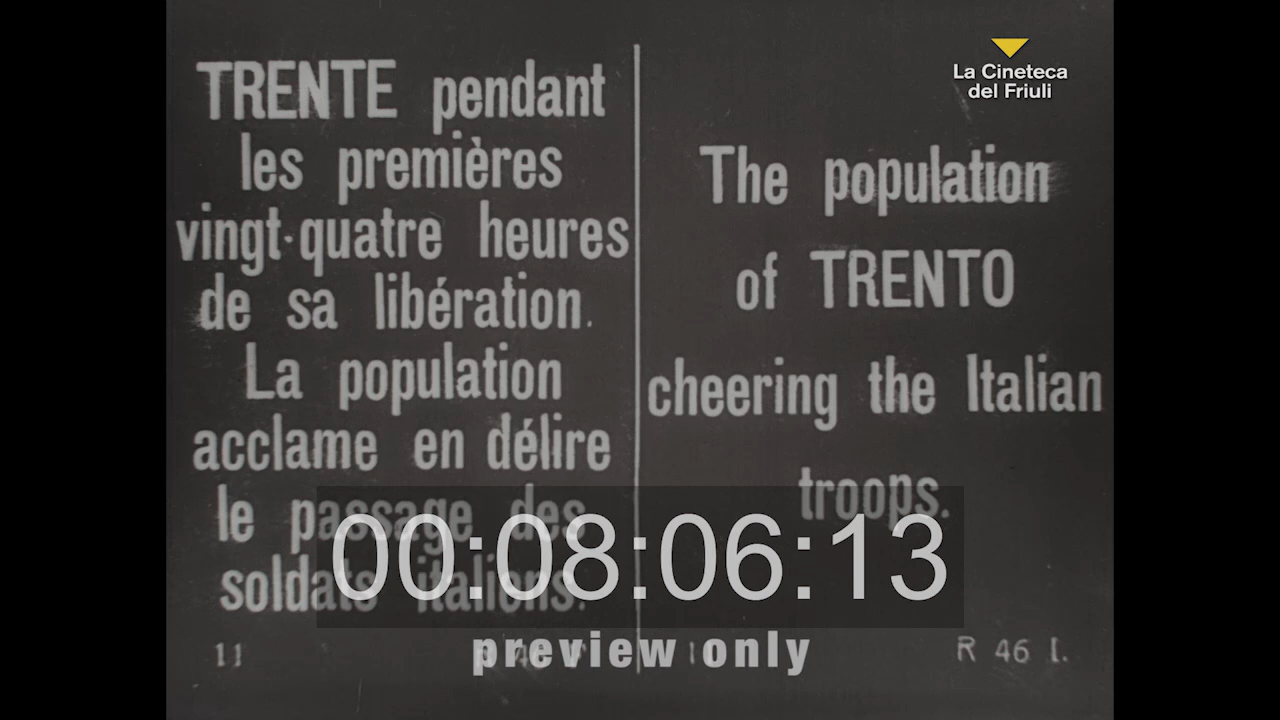 TRENTE pendant
les premières
vingt-quatre heures
de sa libération.
La population
acclame en délire
le passage des
soldats italiens.
11
The population
of TRENTO
cheering the Italian
troops.
R 46 I.
La Cineteca
del Friuli
00:08:06:13
preview only